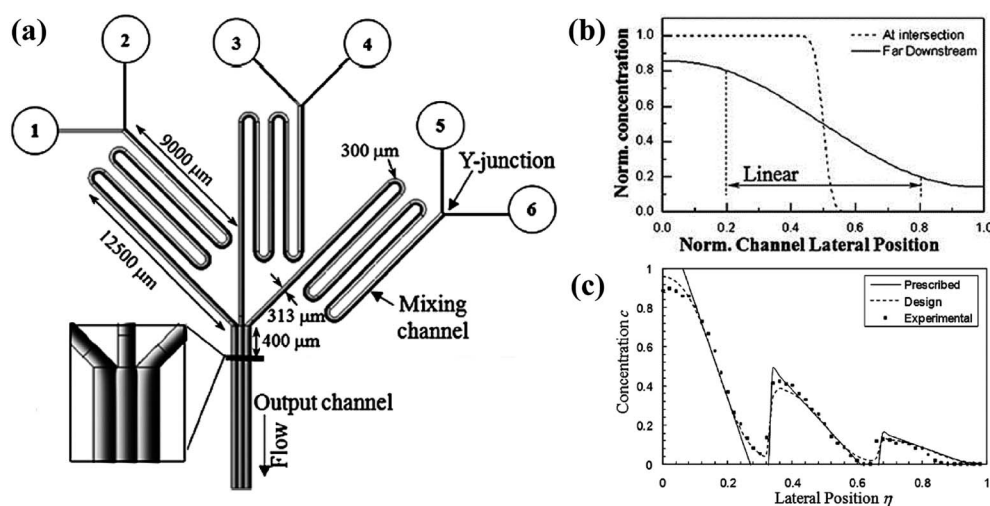 (a)
1
2
3
4
5
6
9000 μm
12500 μm
300 μm
Y-junction
313 μm
400 μm
Mixing
channel
Output channel
Flow
(b)
Norm. concentration
1.0
0.8
0.6
0.4
0.2
0.0
At intersection
Far Downstream
Linear
0.0 0.2 0.4 0.6 0.8 1.0
Norm. Channel Lateral Position
(c)
Concentration c
1
0.8
0.6
0.4
0.2
0
Prescribed
Design
Experimental
0 0.2 0.4 0.6 0.8 1
Lateral Position η